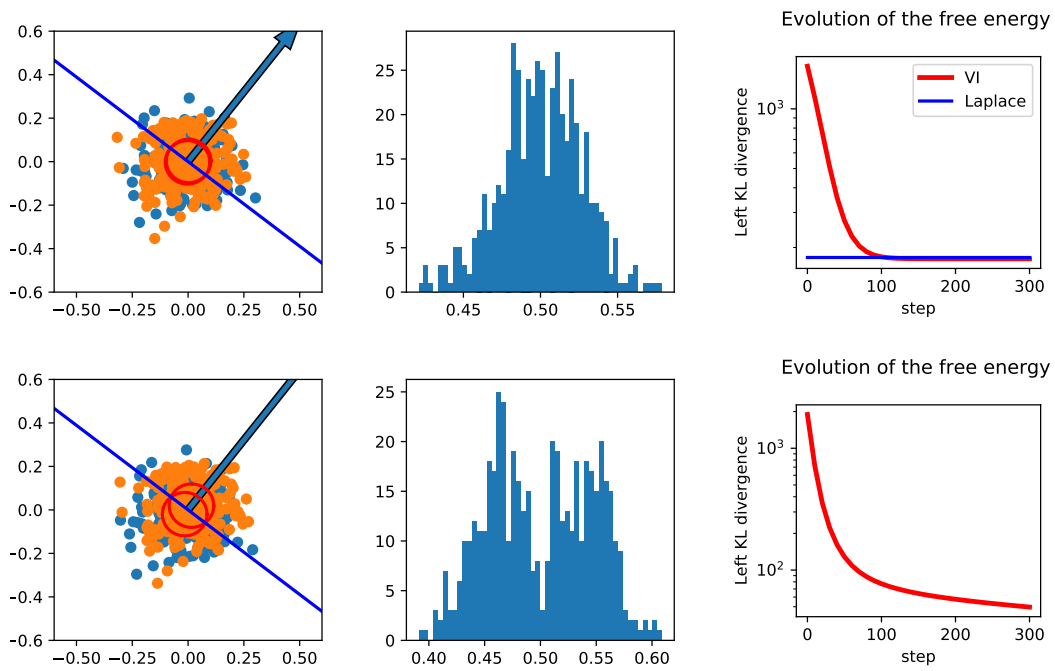 Evolution of the free energy
0.6
0.4
0.2
0.0
−0.2
−0.4
−0.6
−0.50 −0.25 0.00 0.25 0.50
25
20
15
10
5
0
0.45 0.50 0.55
Left KL divergence
10³
VI
Laplace
0 100 200 300
step
Evolution of the free energy
0.6
0.4
0.2
0.0
−0.2
−0.4
−0.6
−0.50 −0.25 0.00 0.25 0.50
25
20
15
10
5
0
0.40 0.45 0.50 0.55 0.60
Left KL divergence
10³
10²
0 100 200 300
step